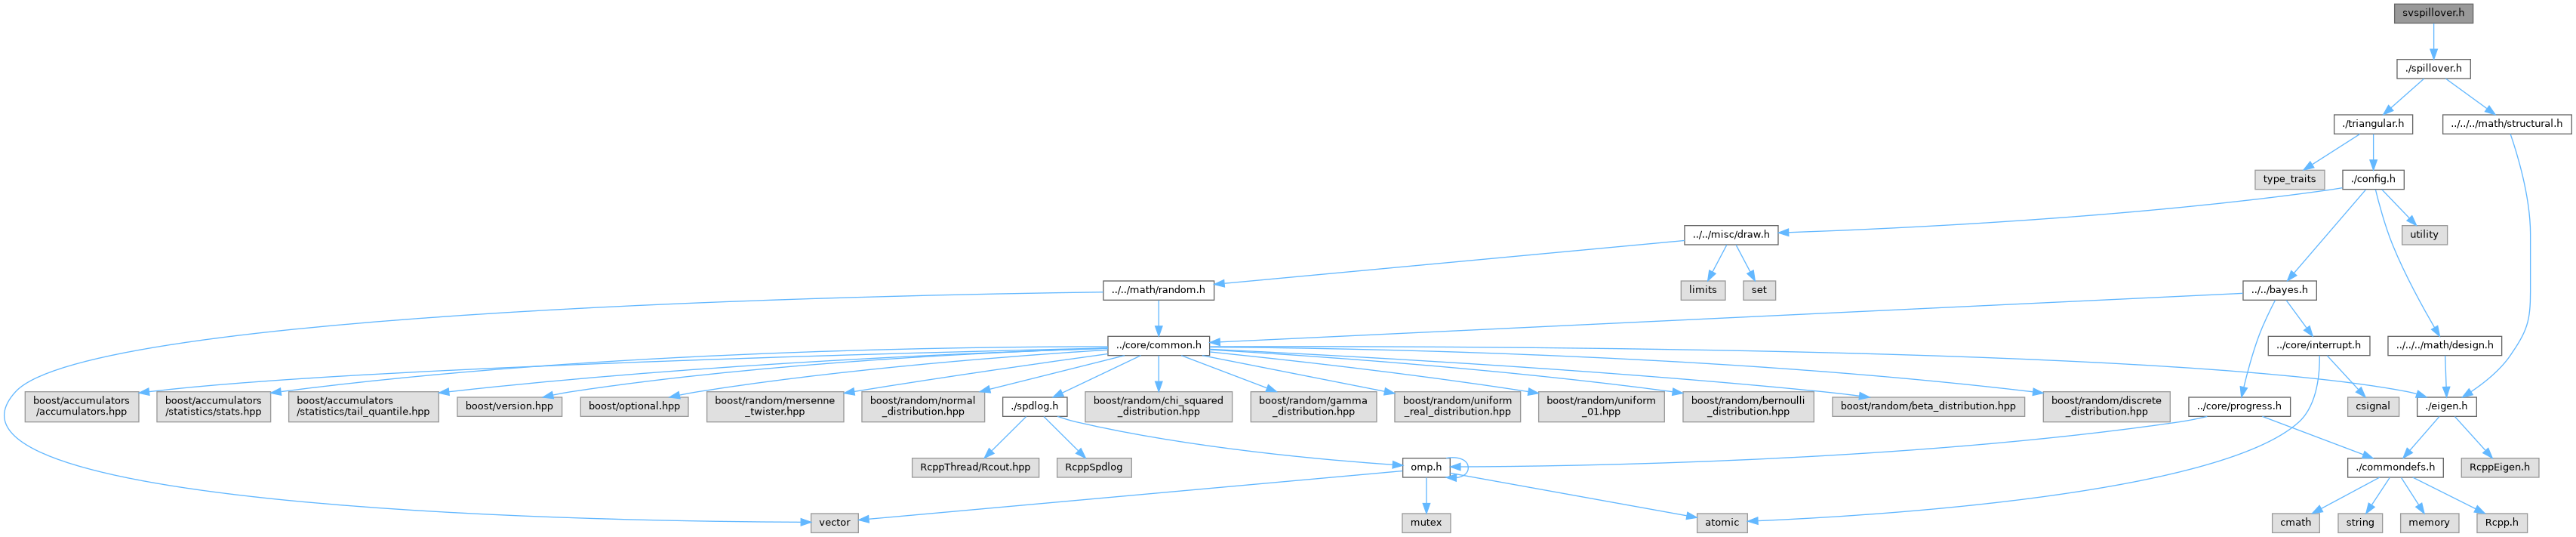 svspillover.h
./spillover.h
./triangular.h
../../../math/structural.h
type_traits
./config.h
../../misc/draw.h
utility
../../math/random.h
limits
set
../../bayes.h
../core/common.h
../core/interrupt.h
../../../math/design.h
boost/accumulators
/accumulators.hpp
boost/accumulators
/statistics/stats.hpp
boost/accumulators
/statistics/tail_quantile.hpp
boost/version.hpp
boost/optional.hpp
boost/random/mersenne
_twister.hpp
boost/random/normal
_distribution.hpp
./spdlog.h
boost/random/chi_squared
_distribution.hpp
boost/random/gamma
_distribution.hpp
boost/random/uniform
_real_distribution.hpp
boost/random/uniform
_01.hpp
boost/random/bernoulli
_distribution.hpp
boost/random/beta_distribution.hpp
boost/random/discrete
_distribution.hpp
../core/progress.h
csignal
./eigen.h
RcppThread/Rcout.hpp
RcppSpdlog
omp.h
./commondefs.h
RcppEigen.h
vector
mutex
atomic
cmath
string
memory
Rcpp.h